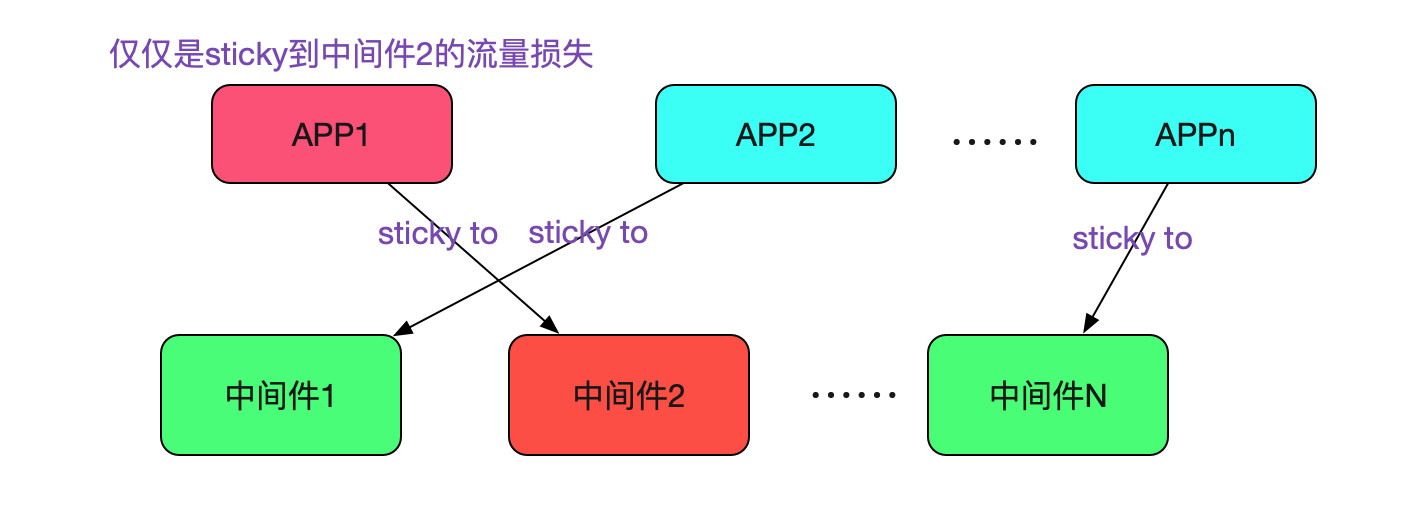 仅仅是sticky到中间件2的流量损失
APP1
APP2
......
APPn
sticky to
sticky to
sticky to
中间件1
中间件2
......
中间件N